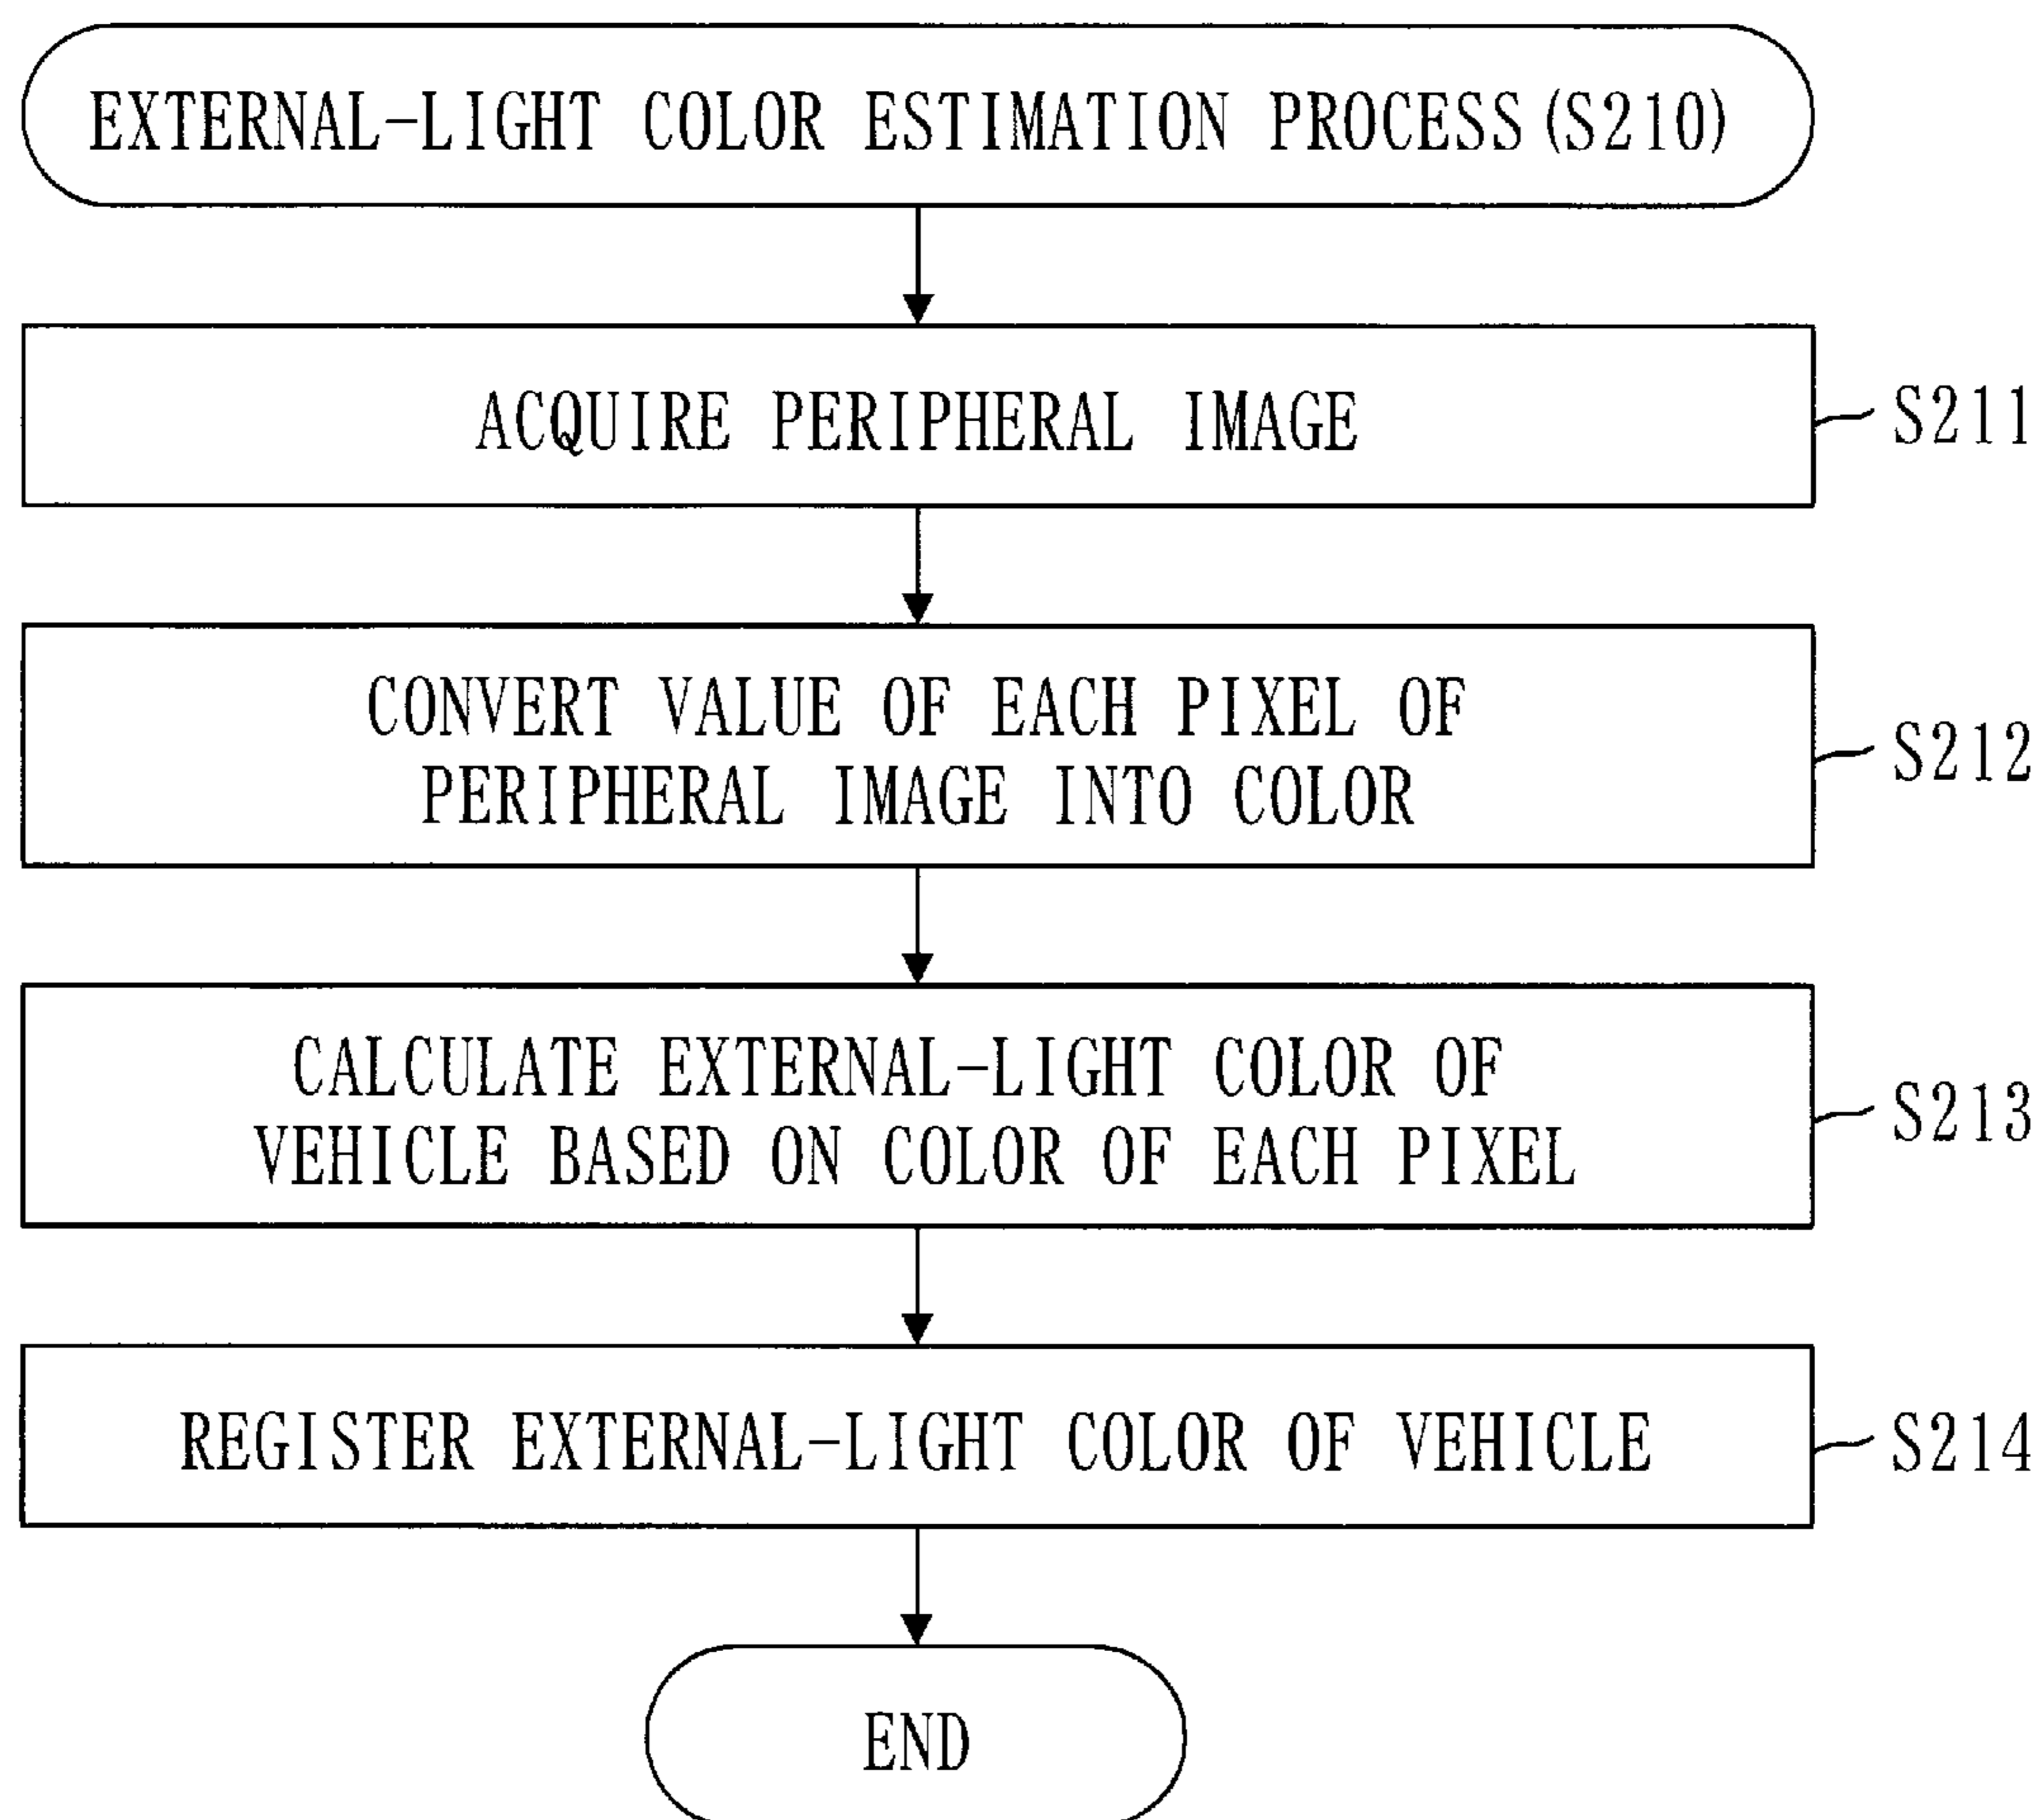 EXTERNAL-LIGHT COLOR ESTIMATION PROCESS(S210)
ACQUIRE PERIPHERAL IMAGE
S211
CONVERT VALUE OF EACH PIXEL OF
PERIPHERAL IMAGE INTO COLOR
S212
CALCULATE EXTERNAL-LIGHT COLOR OF
VEHICLE BASED ON COLOR OF EACH PIXEL
S213
REGISTER EXTERNAL-LIGHT COLOR OF VEHICLE
S214
END